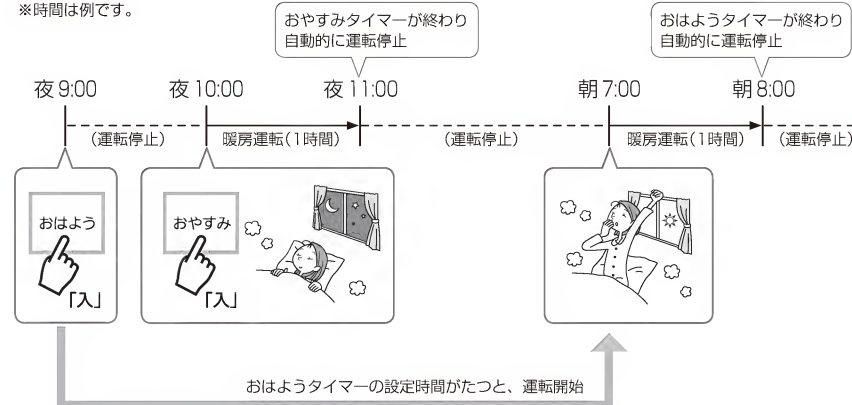 ※時間は例です。
おやすみタイマーが終わり
自動的に運転停止
おはようタイマーが終わり
自動的に運転停止
夜9:00
夜10:00
夜11:00
朝7:00
朝8:00
(運転停止)
暖房運転(1時間)
(運転停止)
暖房運転(1時間)
(運転停止)
おはよう
「入」
おやすみ
「入」
おはようタイマーの設定時間がたつと、運転開始